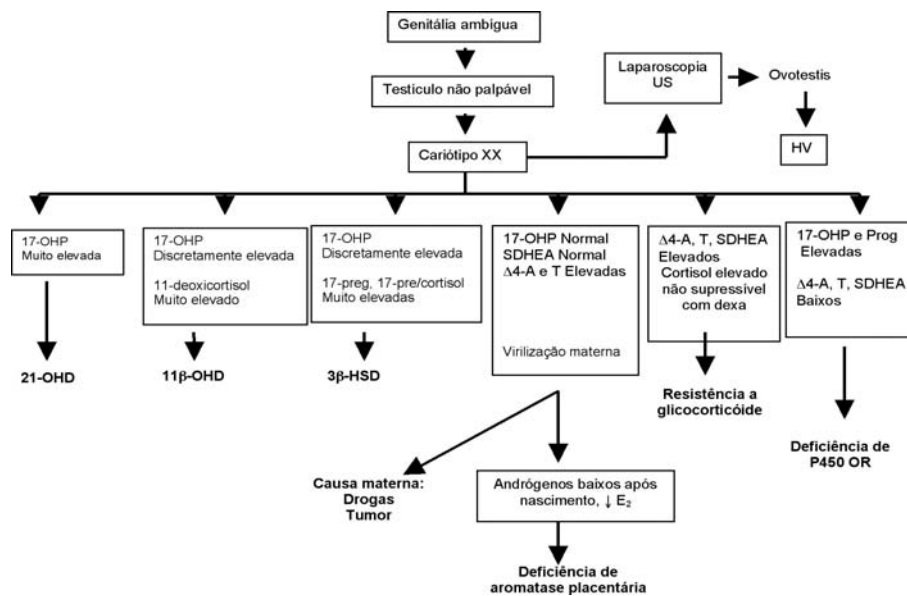 Genitália ambígua
Testículo não palpável
Cariótipo XX
Laparoscopia
US
Ovotestis
HV
17-OHP
Muito elevada
21-OHD
17-OHP
Discretamente elevada
11-deoxicortisol
Muito elevado
11β-OHD
17-OHP
Discretamente elevada
17-preg, 17-pre/cortisol
Muito elevadas
3β-HSD
17-OHP Normal
SDHEA Normal
Δ4-A e T Elevadas
Virilização materna
Causa materna:
Drogas
Tumor
Andrógenos baixos após
nascimento, ↓ E₂
Deficiência de
aromatase placentária
Δ4-A, T, SDHEA
Elevados
Cortisol elevado
não supressível
com dexa
Resistência a
glicocorticóide
17-OHP e Prog
Elevadas
Δ4-A, T, SDHEA
Baixos
Deficiência de
P450 OR